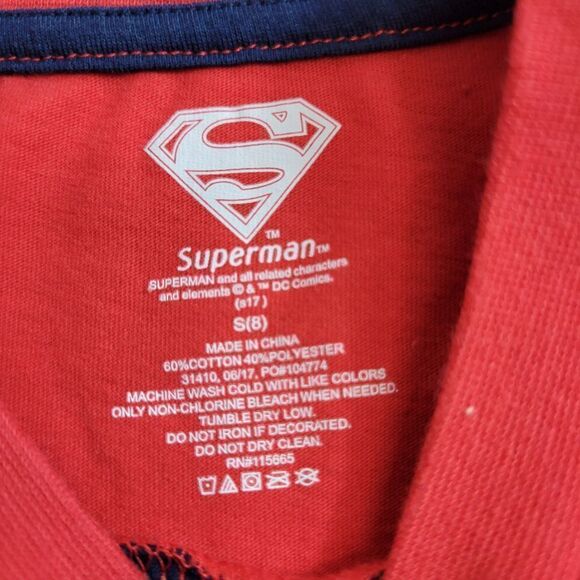 S
TM
Superman TM
SUPERMAN and all related characters
and elements © & ™ DC Comics.
(s17)
S(8)
MADE IN CHINA
60%COTTON 40%POLYESTER
31410, 06/17, PO#104774
MACHINE WASH COLD WITH LIKE COLORS
ONLY NON-CHLORINE BLEACH WHEN NEEDED.
TUMBLE DRY LOW.
DO NOT IRON IF DECORATED.
DO NOT DRY CLEAN.
RN#115665